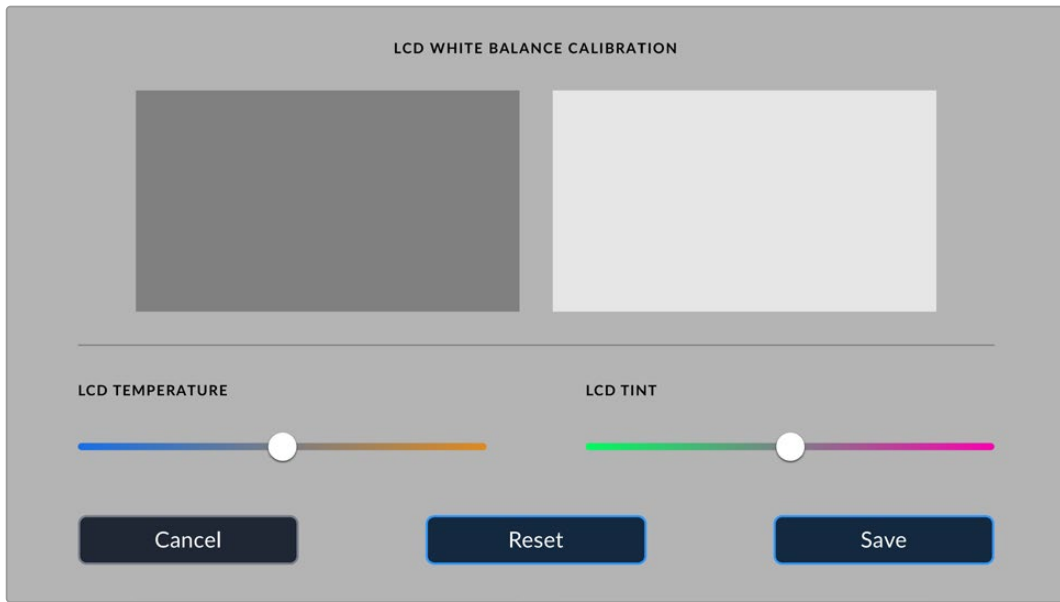 LCD WHITE BALANCE CALIBRATION
LCD TEMPERATURE
LCD TINT
Cancel
Reset
Save